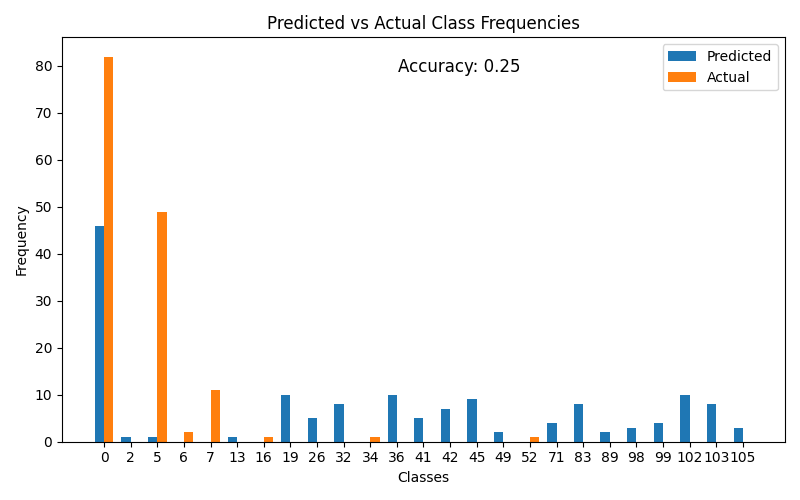 Predicted vs Actual Class Frequencies
Accuracy: 0.25
Predicted
Actual
Frequency
80
70
60
50
40
30
20
10
0
0 2 5 6 7 13 16 19 26 32 34 36 41 42 45 49 52 71 83 89 98 99 102 103 105
Classes